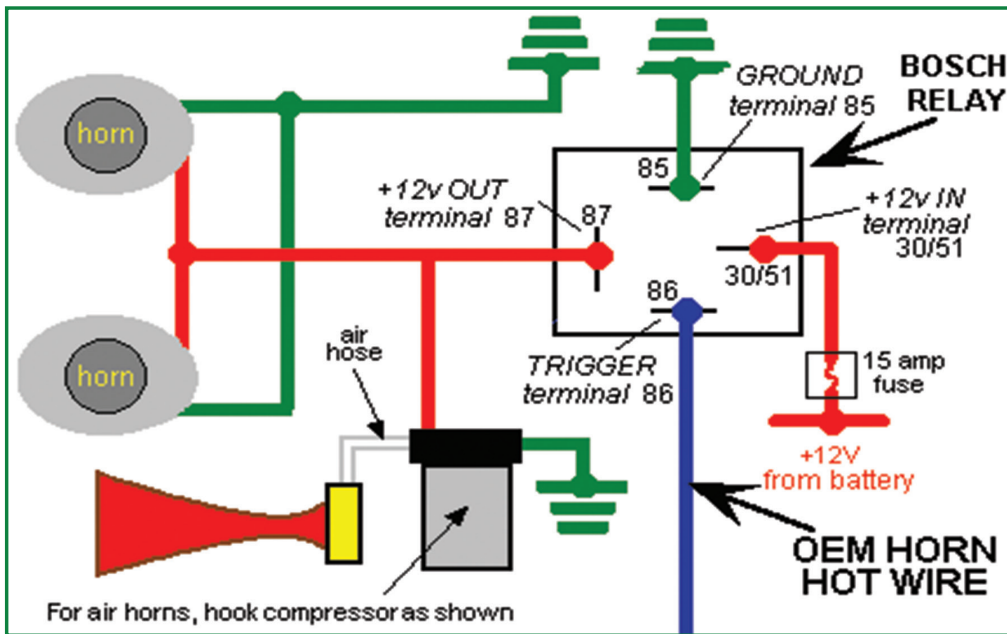 GROUND
terminal 85
BOSCH
RELAY
horn
85
+12v OUT
terminal 87
87
+12v IN
terminal
30/51
30/51
86
air
hose
horn
TRIGGER
terminal 86
15 amp
fuse
+12V
from battery
OEM HORN
HOT WIRE
For air horns, hook compressor as shown